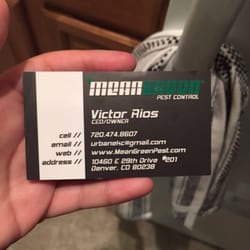 MEANGREEN
PEST CONTROL
Victor Rios
CEO/OWNER
cell // 720.474.8607
email // urbanekc@gmail.com
web // www.MeanGreenPest.com
address // 10460 E 29th Drive #201
Denver, CO 80238